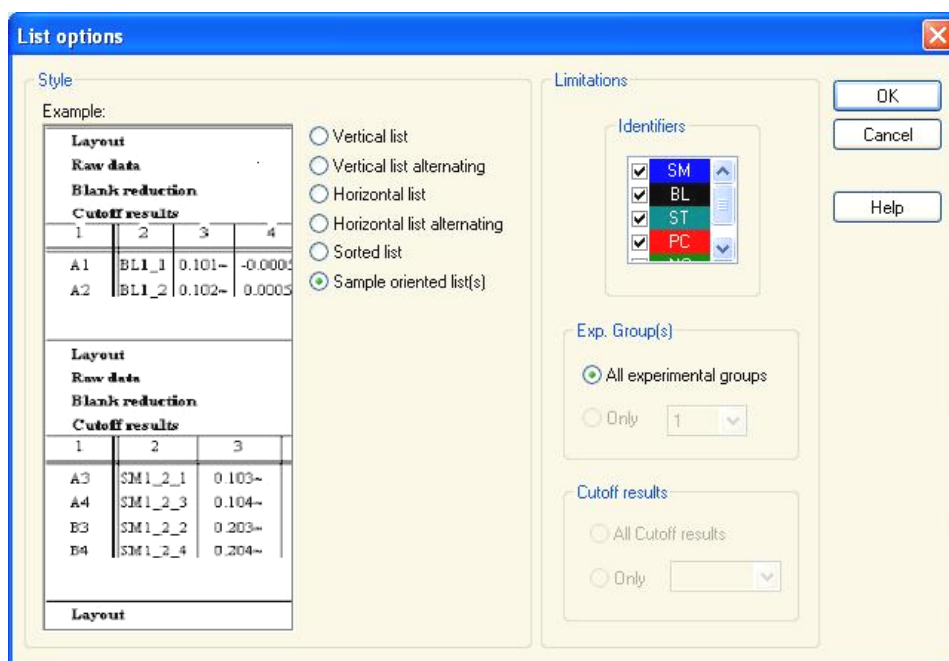 List options
Style
Example:
Layout
Raw data
Blank reduction
Cutoff results
1 2 3 4
A1 BL1_1 0.101~ -0.0005
A2 BL1_2 0.102~ 0.0005
Layout
Raw data
Blank reduction
Cutoff results
1 2 3
A3 SM1_2_1 0.103~
A4 SM1_2_3 0.104~
B3 SM1_2_2 0.203~
B4 SM1_2_4 0.204~
Layout
Vertical list
Vertical list alternating
Horizontal list
Horizontal list alternating
Sorted list
Sample oriented list(s)
Limitations
Identifiers
SM
BL
ST
PC
Exp. Group(s)
All experimental groups
Only 1
Cutoff results
All Cutoff results
Only
OK
Cancel
Help